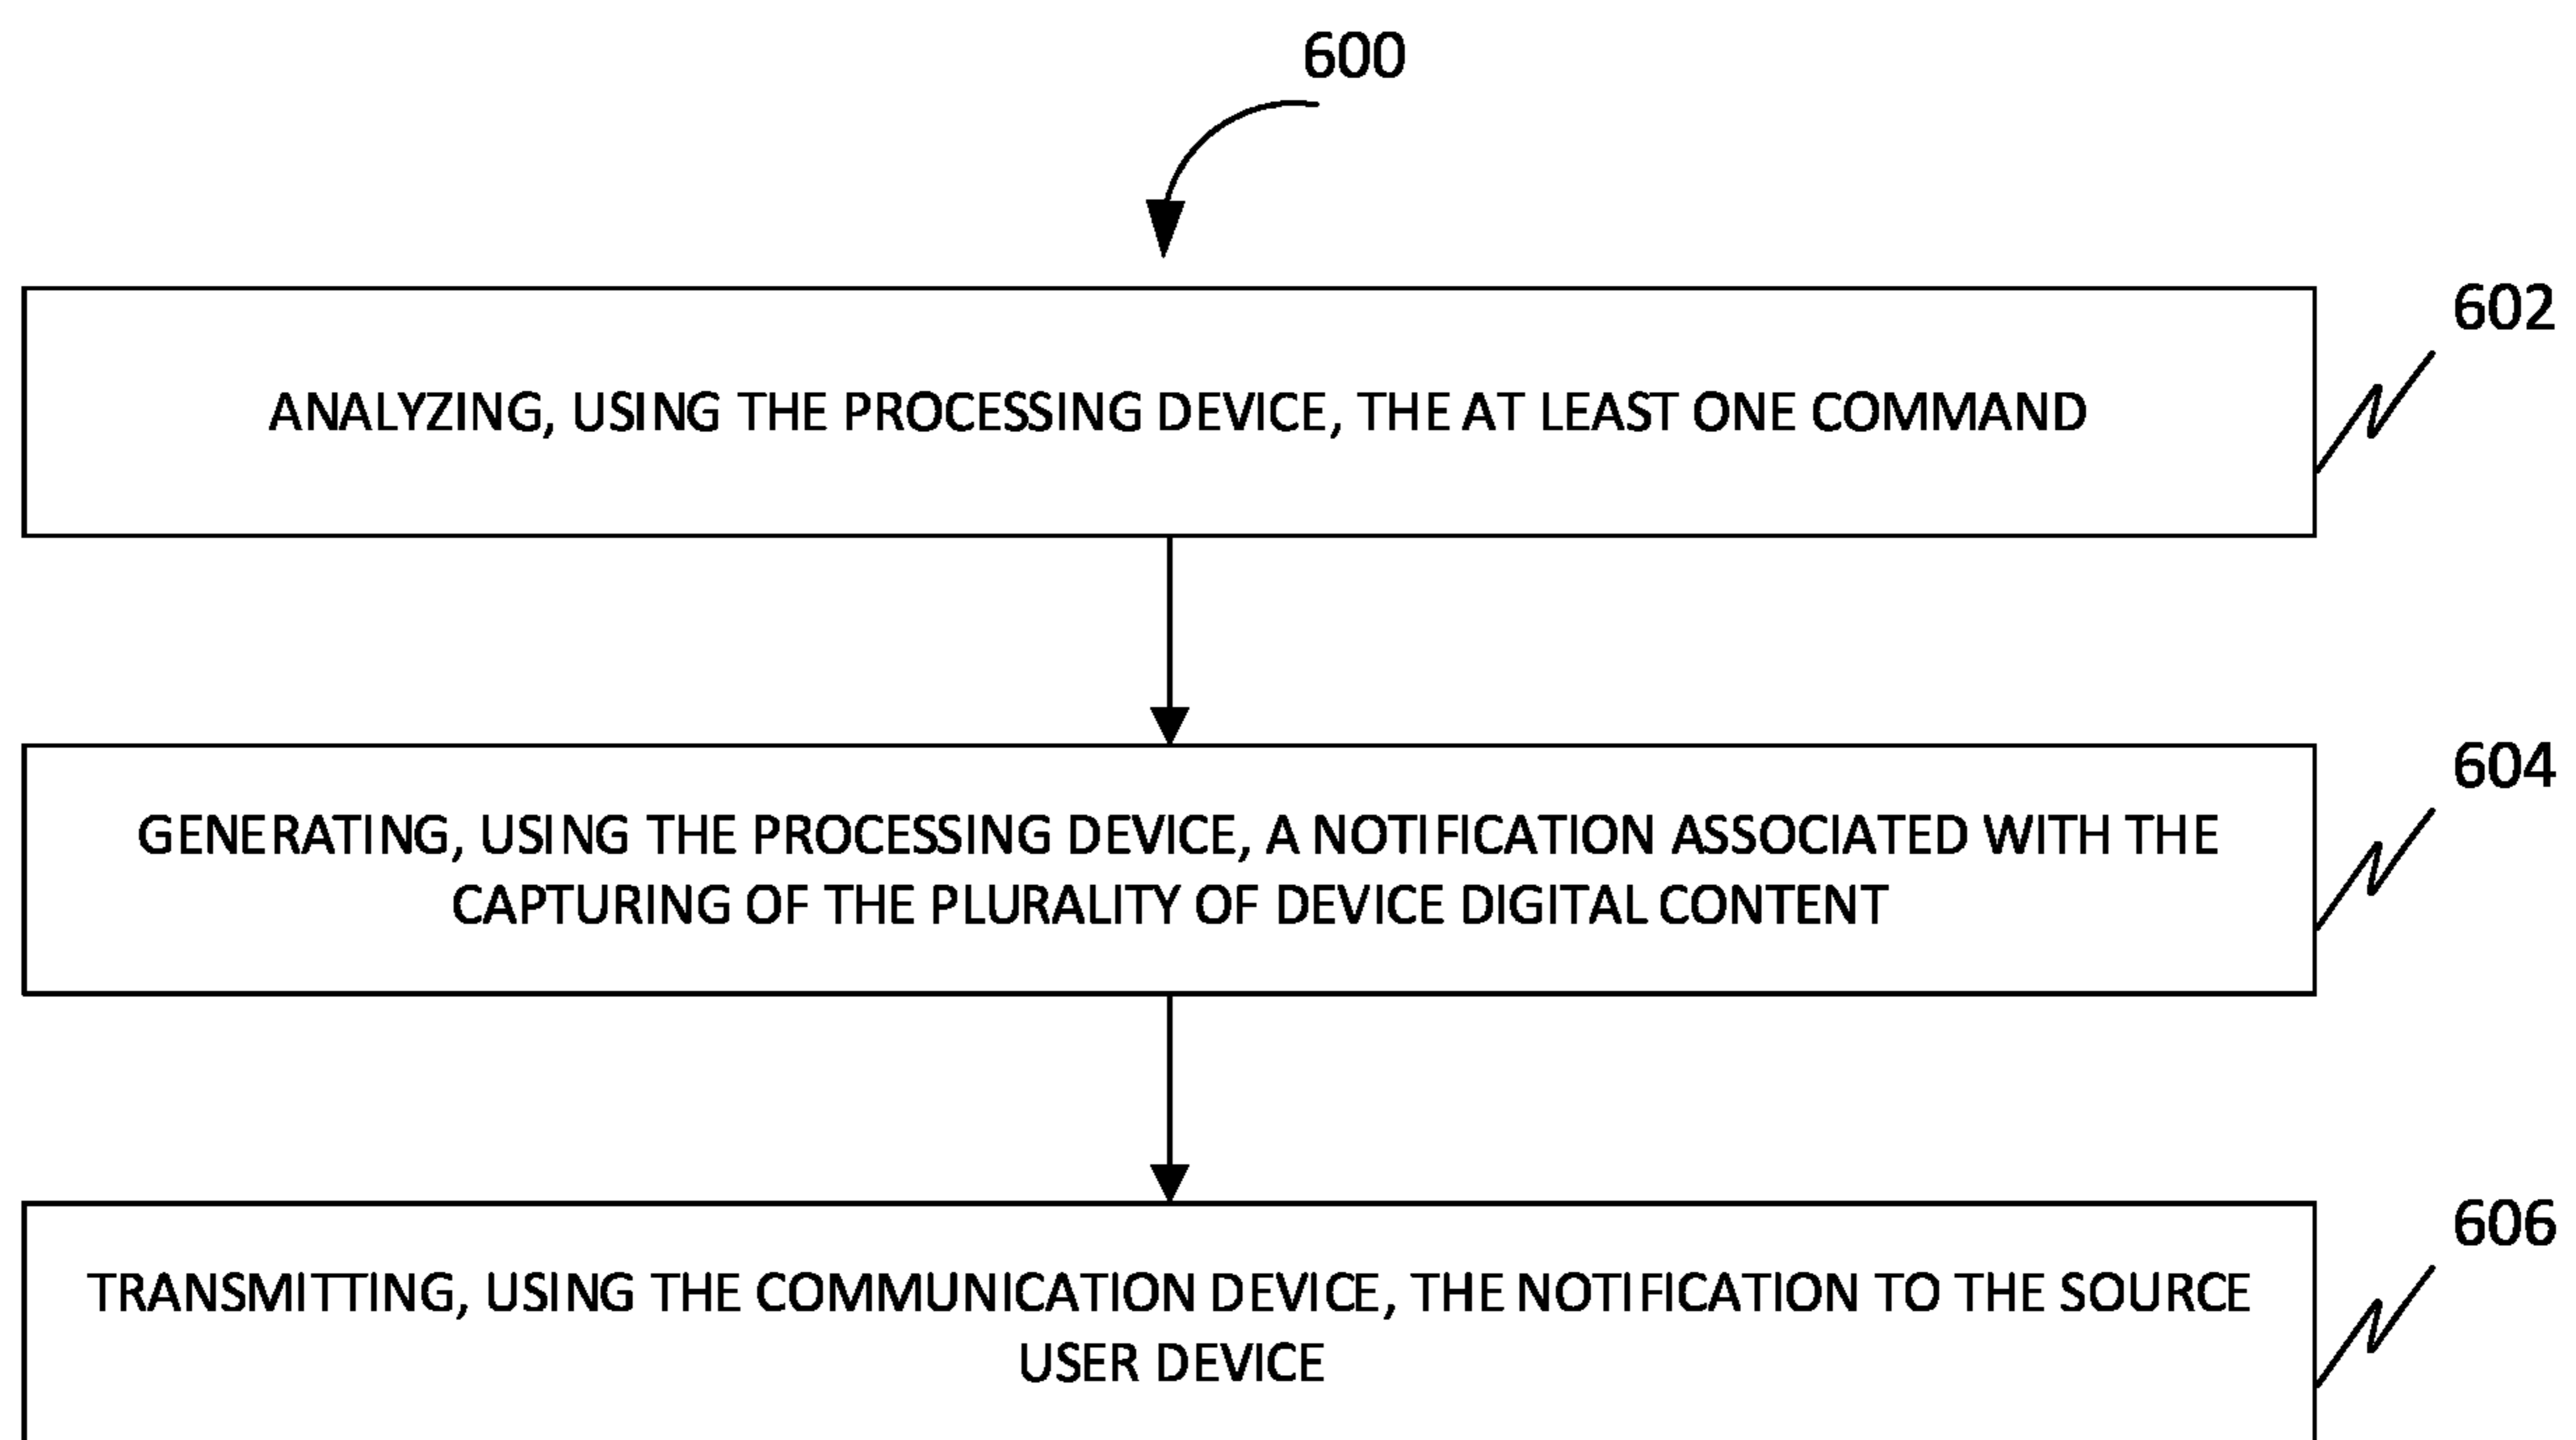 600
602
ANALYZING, USING THE PROCESSING DEVICE, THE AT LEAST ONE COMMAND
604
GENERATING, USING THE PROCESSING DEVICE, A NOTIFICATION ASSOCIATED WITH THE
CAPTURING OF THE PLURALITY OF DEVICE DIGITAL CONTENT
606
TRANSMITTING, USING THE COMMUNICATION DEVICE, THE NOTIFICATION TO THE SOURCE
USER DEVICE